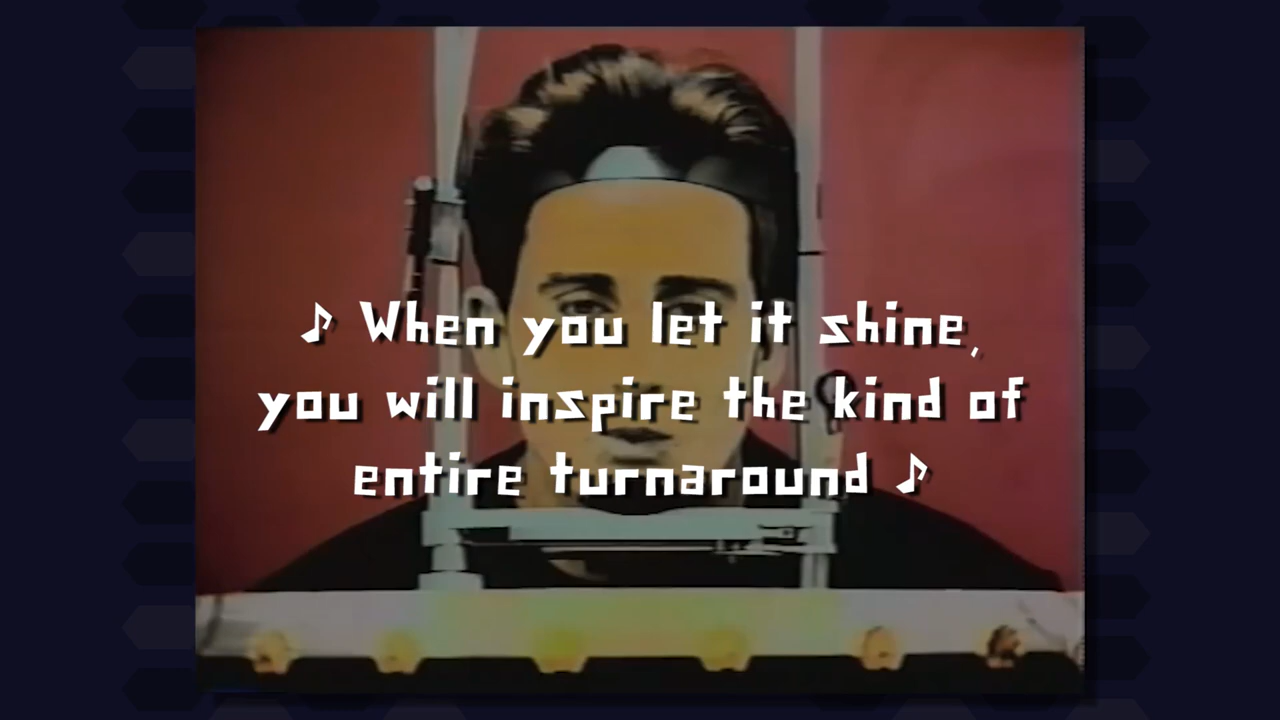 ♪ When you let it shine,
you will inspire the kind of
entire turnaround ♪